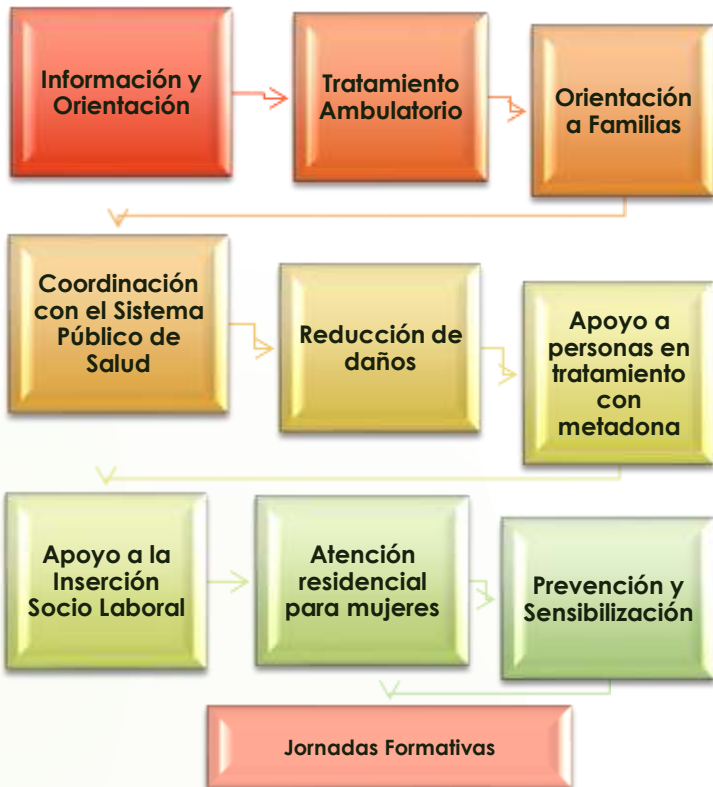 Información y
Orientación
Tratamiento
Ambulatorio
Orientación
a Familias
Coordinación
con el Sistema
Público de
Salud
Reducción de
daños
Apoyo a
personas en
tratamiento
con
metadona
Apoyo a la
Inserción
Socio Laboral
Atención
residencial
para mujeres
Prevención y
Sensibilización
Jornadas Formativas